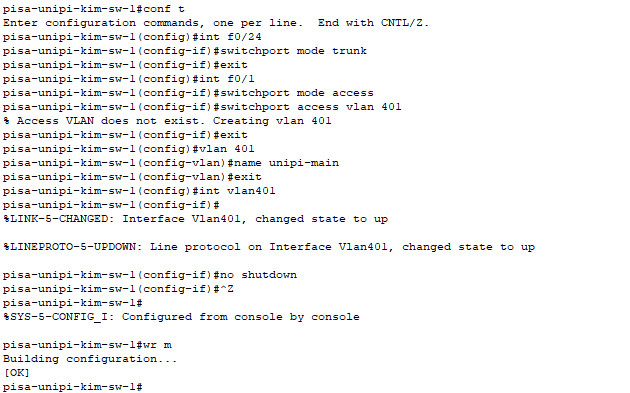 pisa-unipi-kim-sw-1#conf t
Enter configuration commands, one per line.  End with CNTL/Z.
pisa-unipi-kim-sw-1(config)#int f0/24
pisa-unipi-kim-sw-1(config-if)#switchport mode trunk
pisa-unipi-kim-sw-1(config-if)#exit
pisa-unipi-kim-sw-1(config)#int f0/1
pisa-unipi-kim-sw-1(config-if)#switchport mode access
pisa-unipi-kim-sw-1(config-if)#switchport access vlan 401
% Access VLAN does not exist. Creating vlan 401
pisa-unipi-kim-sw-1(config-if)#exit
pisa-unipi-kim-sw-1(config)#vlan 401
pisa-unipi-kim-sw-1(config-vlan)#name unipi-main
pisa-unipi-kim-sw-1(config-vlan)#exit
pisa-unipi-kim-sw-1(config)#int vlan401
pisa-unipi-kim-sw-1(config-if)#
%LINK-5-CHANGED: Interface Vlan401, changed state to up
%LINEPROTO-5-UPDOWN: Line protocol on Interface Vlan401, changed state to up
pisa-unipi-kim-sw-1(config-if)#no shutdown
pisa-unipi-kim-sw-1(config-if)#^Z
pisa-unipi-kim-sw-1#
%SYS-5-CONFIG_I: Configured from console by console
pisa-unipi-kim-sw-1#wr m
Building configuration...
[OK]
pisa-unipi-kim-sw-1#